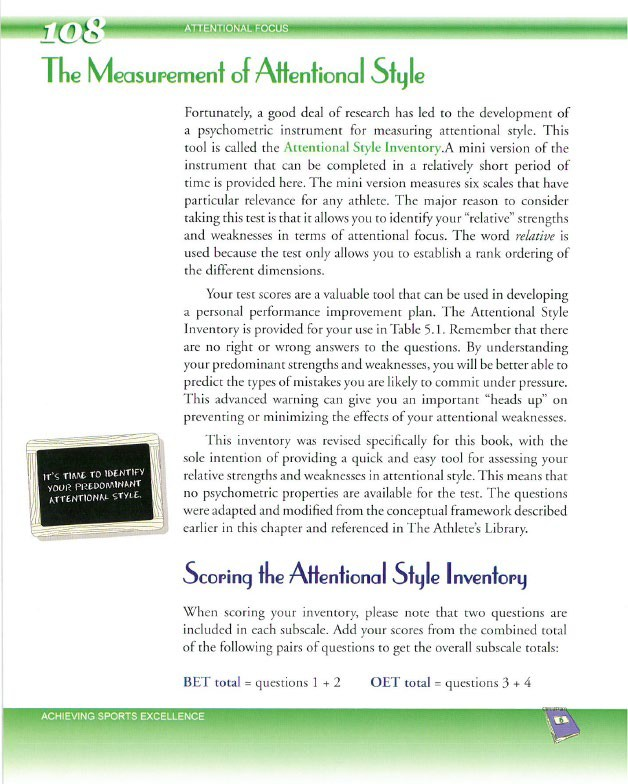 108
ATTENTIONAL FOCUS
The Measurement of Attentional Style
Fortunately, a good deal of research has led to the development of
a psychometric instrument for measuring attentional style. This
tool is called the Attentional Style Inventory.A mini version of the
instrument that can be completed in a relatively short period of
time is provided here. The mini version measures six scales that have
particular relevance for any athlete. The major reason to consider
taking this test is that it allows you to identify your “relative” strengths
and weaknesses in terms of attentional focus. The word relative is
used because the test only allows you to establish a rank ordering of
the different dimensions.
Your test scores are a valuable tool that can be used in developing
a personal performance improvement plan. The Attentional Style
Inventory is provided for your use in Table 5.1. Remember that there
are no right or wrong answers to the questions. By understanding
your predominant strengths and weaknesses, you will be better able to
predict the types of mistakes you are likely to commit under pressure.
This advanced warning can give you an important “heads up” on
preventing or minimizing the effects of your attentional weaknesses.
This inventory was revised specifically for this book, with the
sole intention of providing a quick and easy tool for assessing your
relative strengths and weaknesses in attentional style. This means that
no psychometric properties are available for the test. The questions
were adapted and modified from the conceptual framework described
earlier in this chapter and referenced in The Athlete’s Library.
IT'S TIME TO IDENTIFY
YOUR PREDOMINANT
ATTENTIONAL STYLE.
Scoring the Attentional Style Inventory
When scoring your inventory, please note that two questions are
included in each subscale. Add your scores from the combined total
of the following pairs of questions to get the overall subscale totals:
BET total = questions 1 + 2 OET total = questions 3 + 4
ACHIEVING SPORTS EXCELLENCE